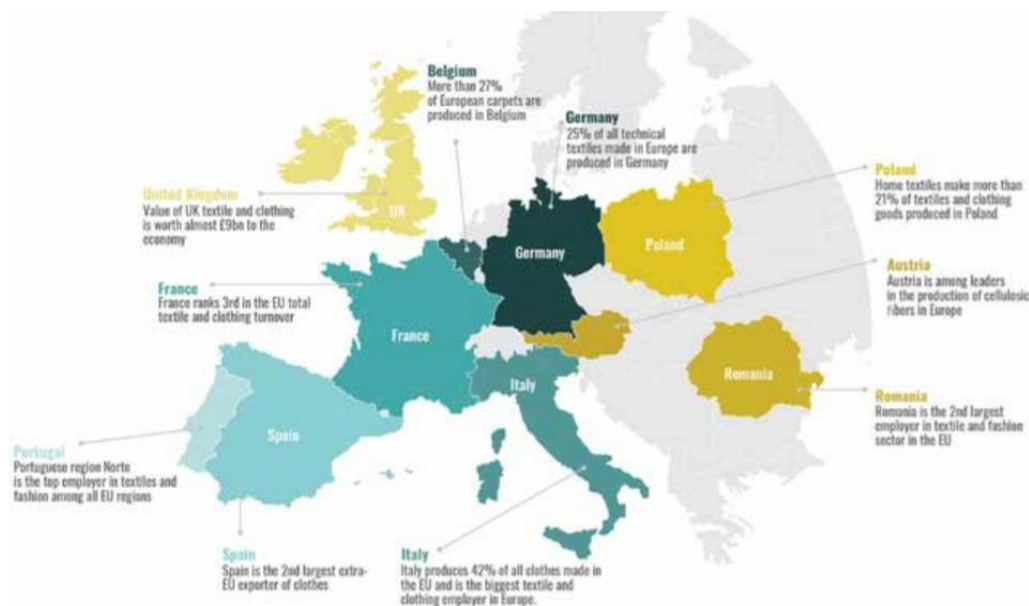 Belgium
More than 27%
of European carpets are
produced in Belgium
Germany
25% of all technical
textiles made in Europe are
produced in Germany
Poland
Home textiles make more than
21% of textiles and clothing
goods produced in Poland
United Kingdom
Value of UK textile and clothing
is worth almost £9bn to the
economy
UK
Germany
Poland
Austria
Austria is among leaders
in the production of cellulosic
ribers in Europe
France
France ranks 3rd in the EU total
textile and clothing turnover
France
Italy
Romania
Romania
Romania is the 2nd largest
employer in textile and fashion
sector in the EU
Spain
Portugal
Portuguese region Norte
is the top employer in textiles and
fashion among all EU regions
Spain
Spain is the 2nd largest extra-
EU exporter of clothes
Italy
Italy produces 42% of all clothes made in
the EU and is the biggest textile and
clothing employer in Europe.